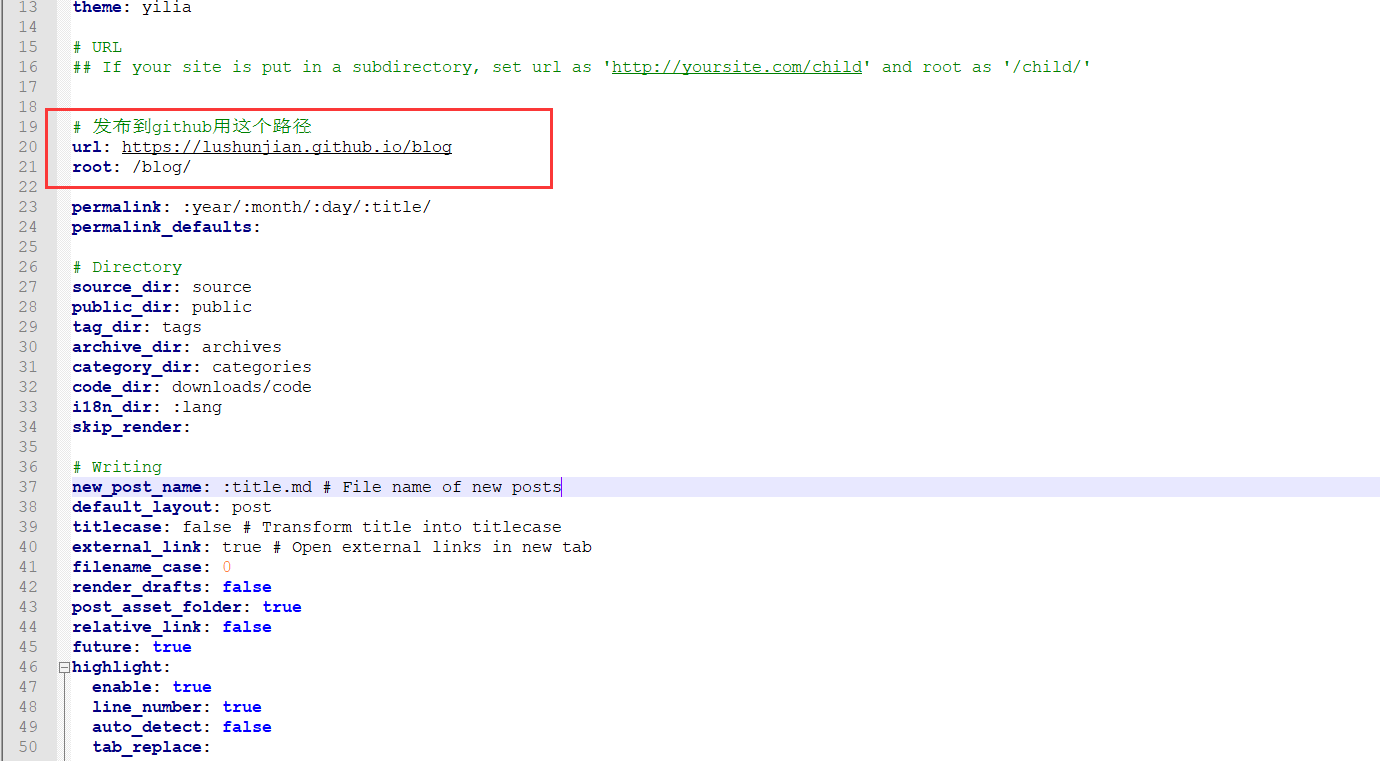 13 theme: yilia
14
15 # URL
16 ## If your site is put in a subdirectory, set url as 'http://yoursite.com/child' and root as '/child/'
17
18
19 # 发布到github用这个路径
20 url: https://lushunjian.github.io/blog
21 root: /blog/
22
23 permalink: :year/:month/:day/:title/
24 permalink_defaults:
25
26 # Directory
27 source_dir: source
28 public_dir: public
29 tag_dir: tags
30 archive_dir: archives
31 category_dir: categories
32 code_dir: downloads/code
33 i18n_dir: :lang
34 skip_render:
35
36 # Writing
37 new_post_name: :title.md # File name of new posts
38 default_layout: post
39 titlecase: false # Transform title into titlecase
40 external_link: true # Open external links in new tab
41 filename_case: 0
42 render_drafts: false
43 post_asset_folder: true
44 relative_link: false
45 future: true
46 highlight:
47 enable: true
48 line_number: true
49 auto_detect: false
50 tab_replace: